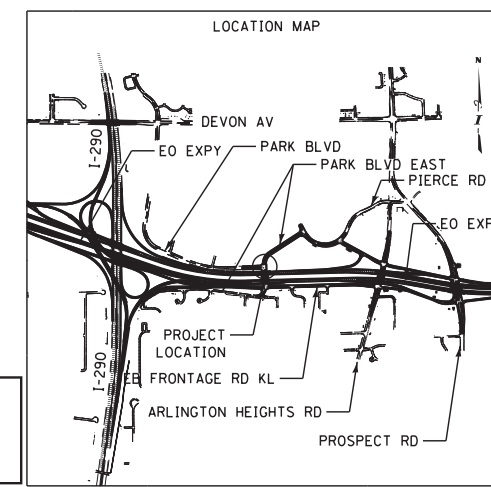 LOCATION MAP
N
DEVON AV
I-290
EO EXPY
PARK BLVD
PARK BLVD EAST
PIERCE RD
EO EXP
PROJECT
LOCATION
I-290
EB FRONTAGE RD KL
ARLINGTON HEIGHTS RD
PROSPECT RD